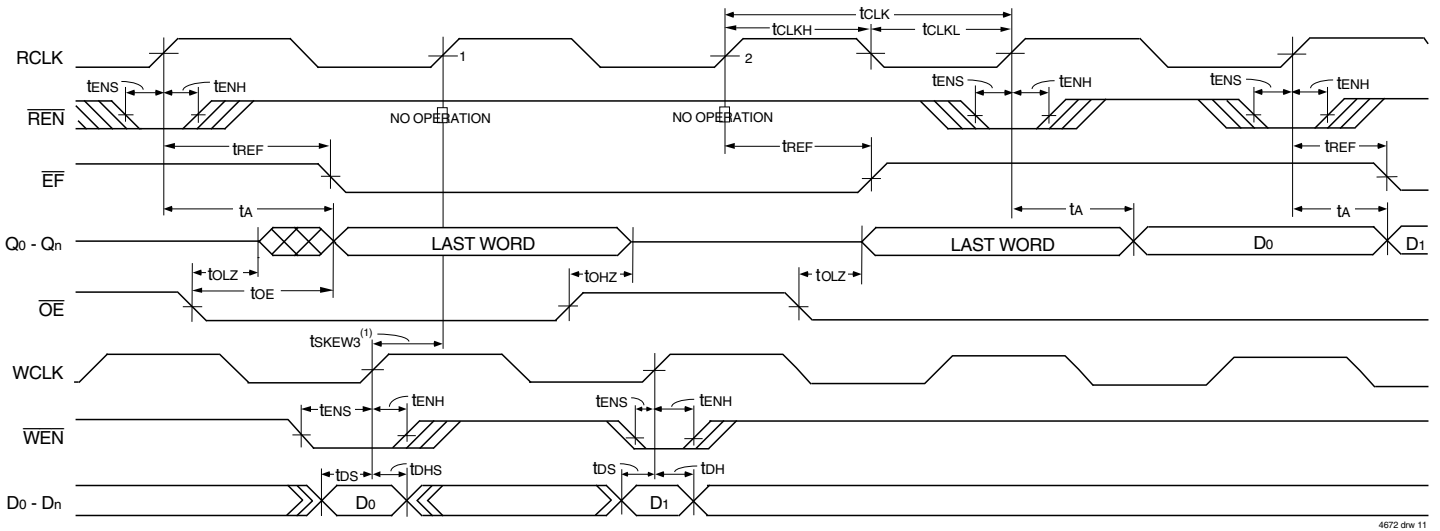 tCLK
tCLKH tCLKL
RCLK 1 2
tENS tENH tENS tENH tENS tENH
REN
NO OPERATION NO OPERATION
tREF tREF tREF
EF
tA tA tA
Q0 - Qn LAST WORD LAST WORD D0 D1
tOLZ tOHZ tOLZ
tOE
OE
tSKEW3(1)
WCLK
tENS tENH tENS tENH
WEN
tDS tDHS tDS tDH
D0 - Dn D0 D1
4672 drw 11